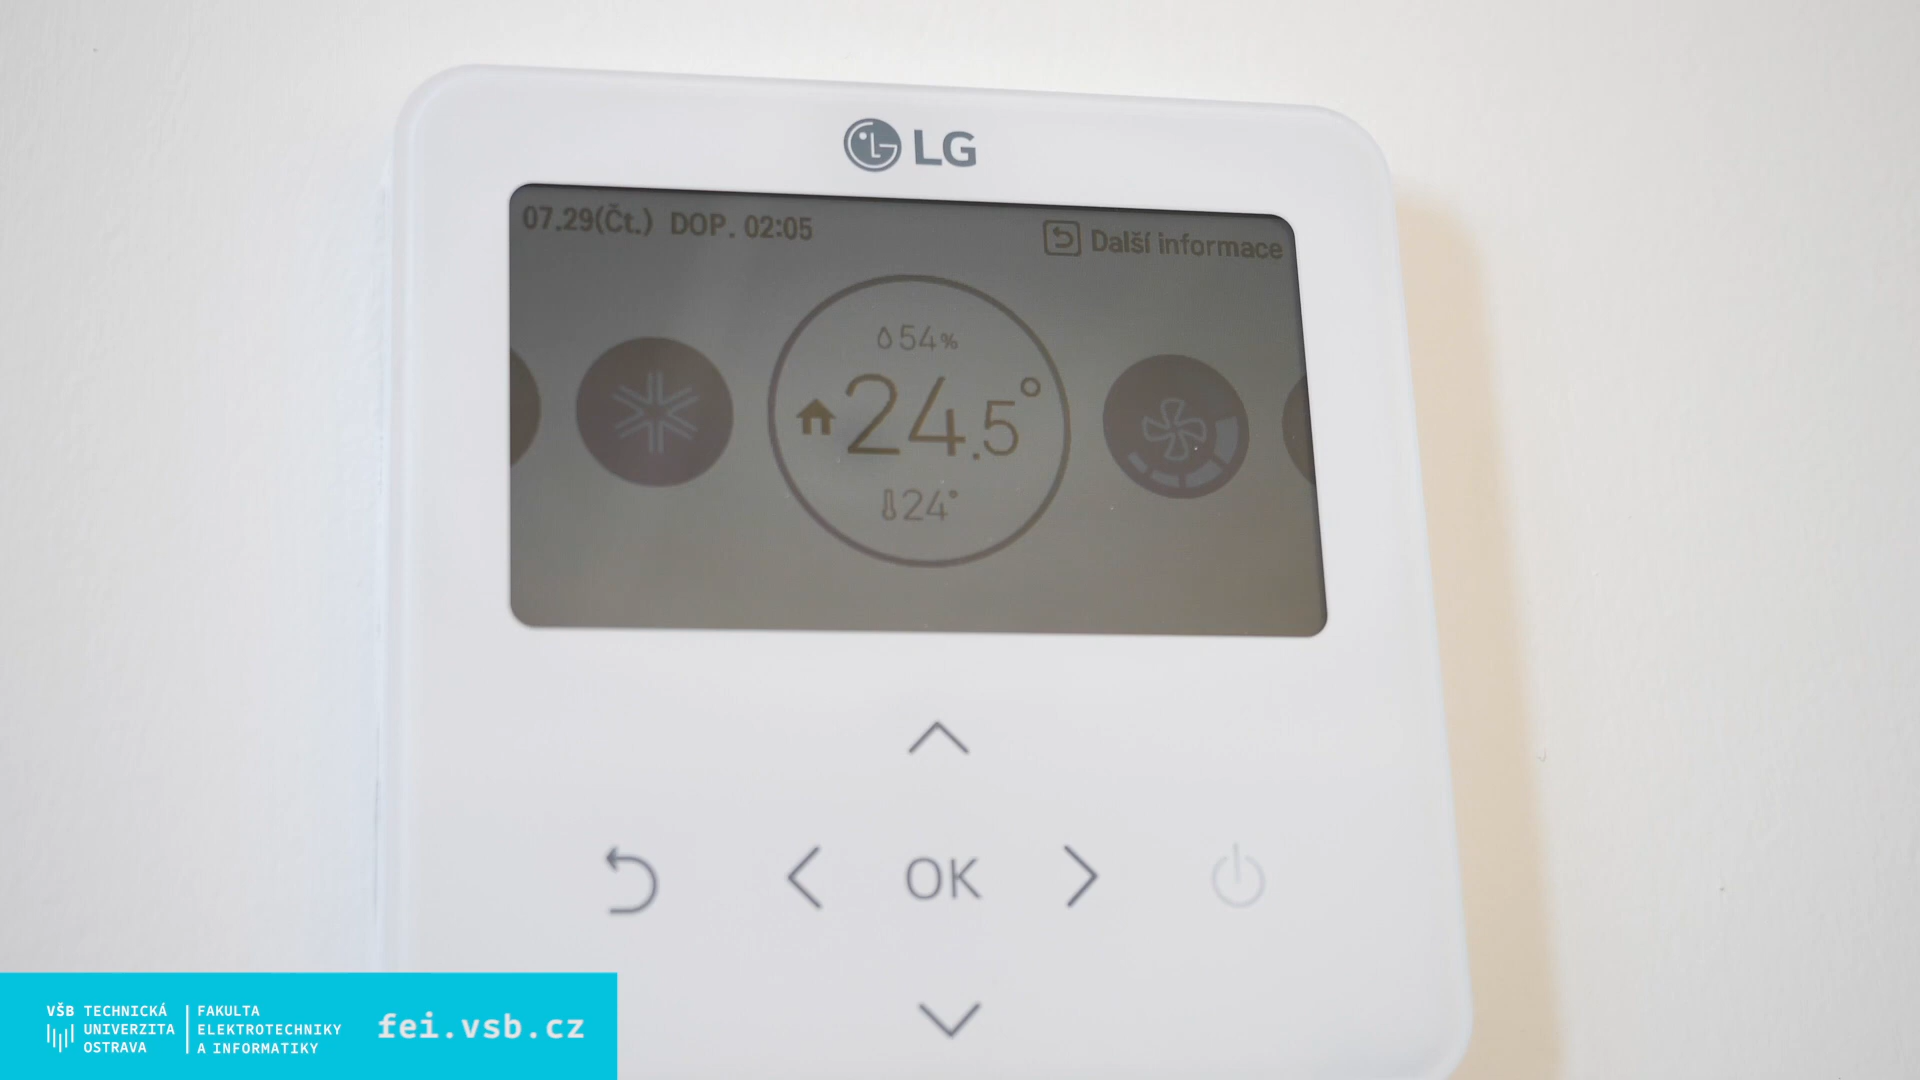 LG
07.29(Čt.) DOP. 02:05
Další informace
54%
24.5°
24°
OK
VŠB TECHNICKÁ
UNIVERZITA
OSTRAVA
FAKULTA
ELEKTROTECHNIKY
A INFORMATIKY
fei.vsb.cz